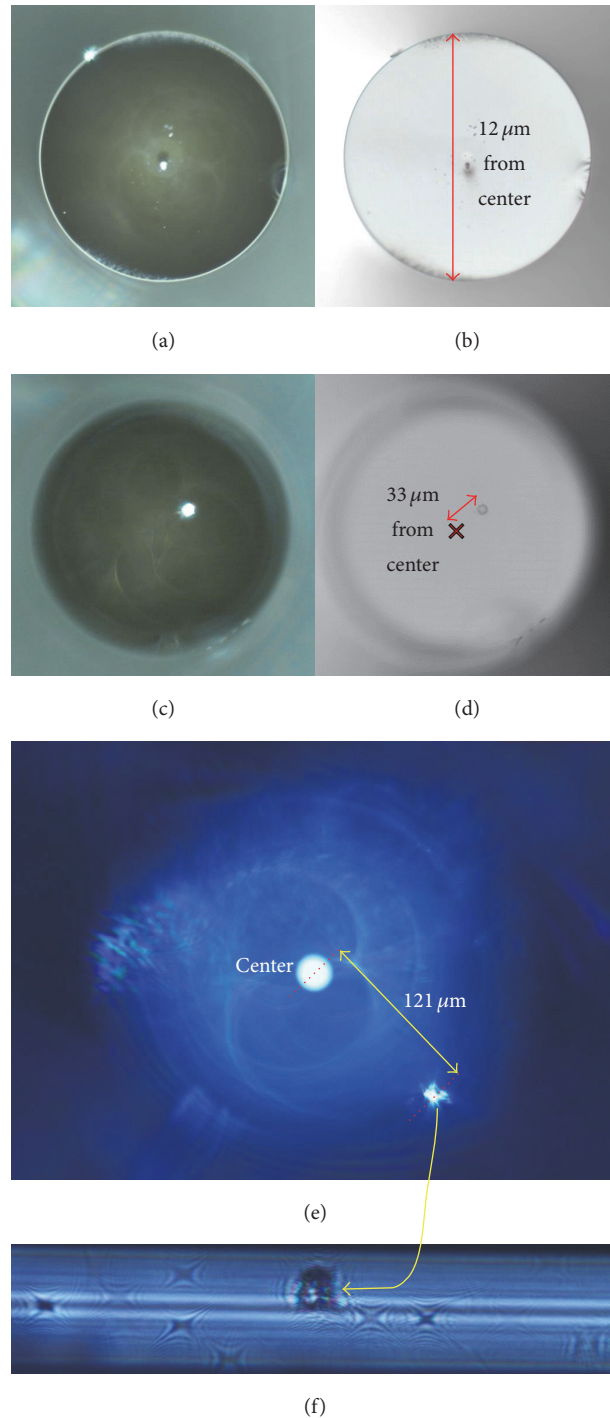 12 μm
from
center
(a)
(b)
33 μm
from
center
(c)
(d)
Center
121 μm
(e)
(f)